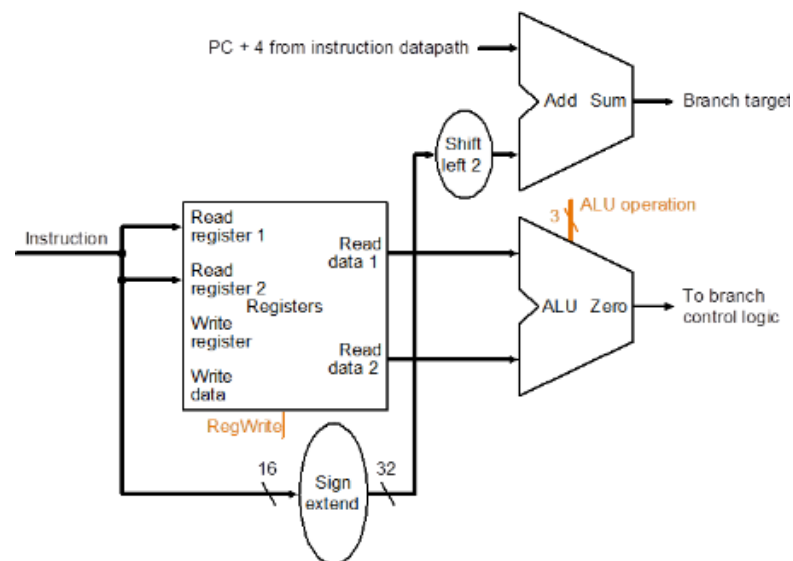 PC + 4 from instruction datapath
Add Sum
Branch target
Shift
left 2
3
ALU operation
Instruction
Read
register 1
Read
data 1
Read
register 2
Registers
Write
register
Write
data
Read
data 2
ALU Zero
To branch
control logic
RegWrite
16
Sign
extend
32